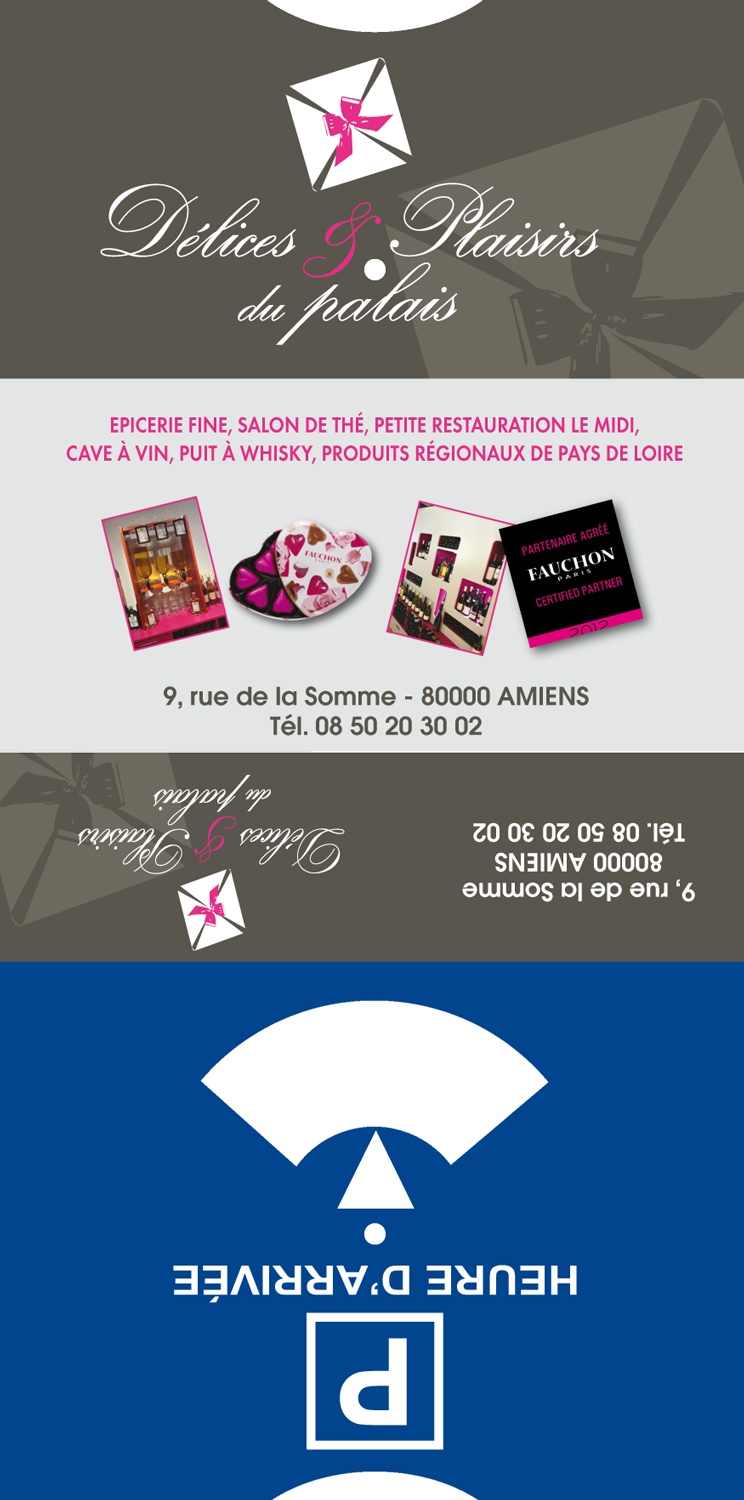 Délices & Plaisirs
du palais
EPICERIE FINE, SALON DE THÉ, PETITE RESTAURATION LE MIDI,
CAVE À VIN, PUIT À WHISKY, PRODUITS RÉGIONAUX DE PAYS DE LOIRE
FAUCHON
PARIS
PARTENAIRE AGRÉÉ
FAUCHON
PARIS
CERTIFIED PARTNER
2012
9, rue de la Somme - 80000 AMIENS
Tél. 08 50 20 30 02
P
HEURE D'ARRIVÉE
9, rue de la Somme
80000 AMIENS
Tél. 08 50 20 30 02
Délices & Plaisirs
du palais